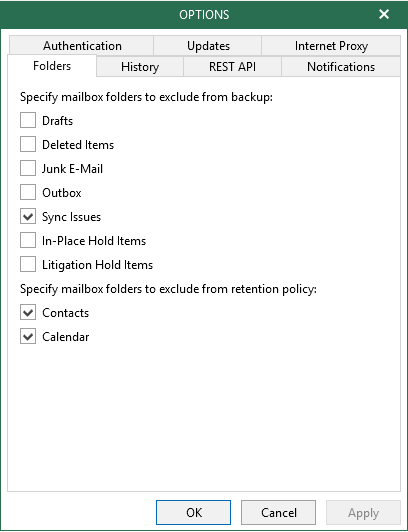 OPTIONS
Authentication Updates Internet Proxy
Folders History REST API Notifications
Specify mailbox folders to exclude from backup:
Drafts
Deleted Items
Junk E-Mail
Outbox
Sync Issues
In-Place Hold Items
Litigation Hold Items
Specify mailbox folders to exclude from retention policy:
Contacts
Calendar
OK Cancel Apply